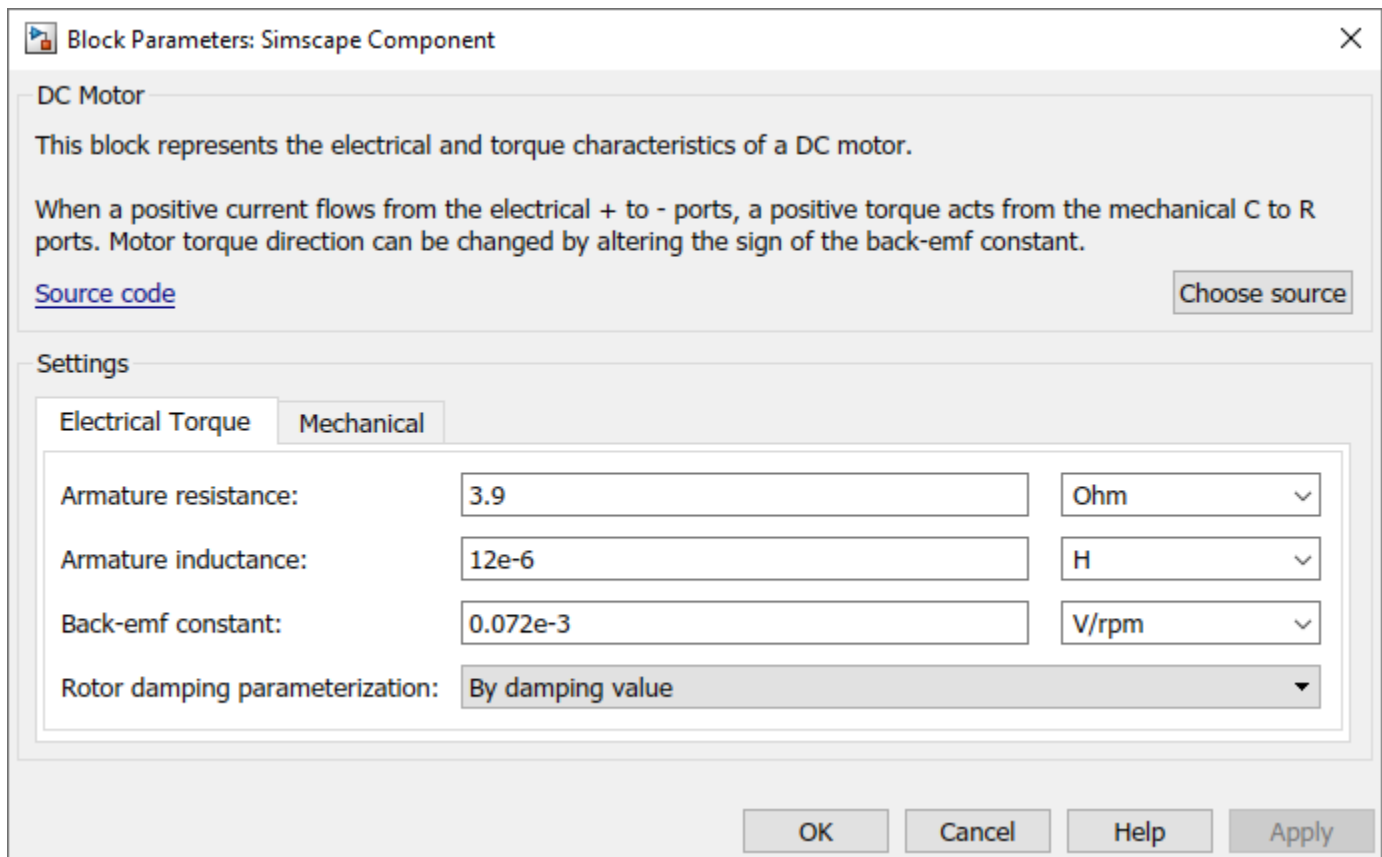 Block Parameters: Simscape Component
DC Motor
This block represents the electrical and torque characteristics of a DC motor.
When a positive current flows from the electrical + to - ports, a positive torque acts from the mechanical C to R
ports. Motor torque direction can be changed by altering the sign of the back-emf constant.
Source code
Choose source
Settings
Electrical Torque
Mechanical
Armature resistance:
3.9
Ohm
Armature inductance:
12e-6
H
Back-emf constant:
0.072e-3
V/rpm
Rotor damping parameterization:
By damping value
OK
Cancel
Help
Apply